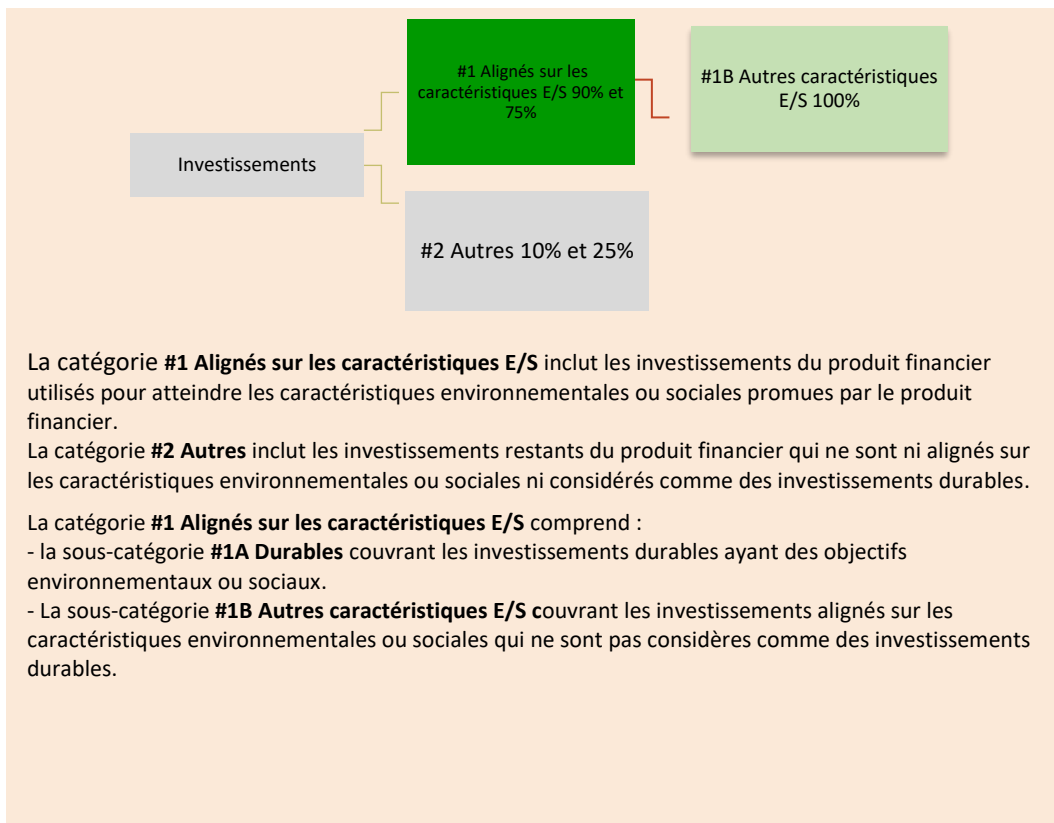 #1 Alignés sur les
caractéristiques E/S 90% et
75%
#1B Autres caractéristiques
E/S 100%
Investissements
#2 Autres 10% et 25%
La catégorie #1 Alignés sur les caractéristiques E/S inclut les investissements du produit financier
utilisés pour atteindre les caractéristiques environnementales ou sociales promues par le produit
financier.
La catégorie #2 Autres inclut les investissements restants du produit financier qui ne sont ni alignés sur
les caractéristiques environnementales ou sociales ni considérés comme des investissements durables.
La catégorie #1 Alignés sur les caractéristiques E/S comprend :
- la sous-catégorie #1A Durables couvrant les investissements durables ayant des objectifs
environnementaux ou sociaux.
- La sous-catégorie #1B Autres caractéristiques E/S couvrant les investissements alignés sur les
caractéristiques environnementales ou sociales qui ne sont pas considères comme des investissements
durables.